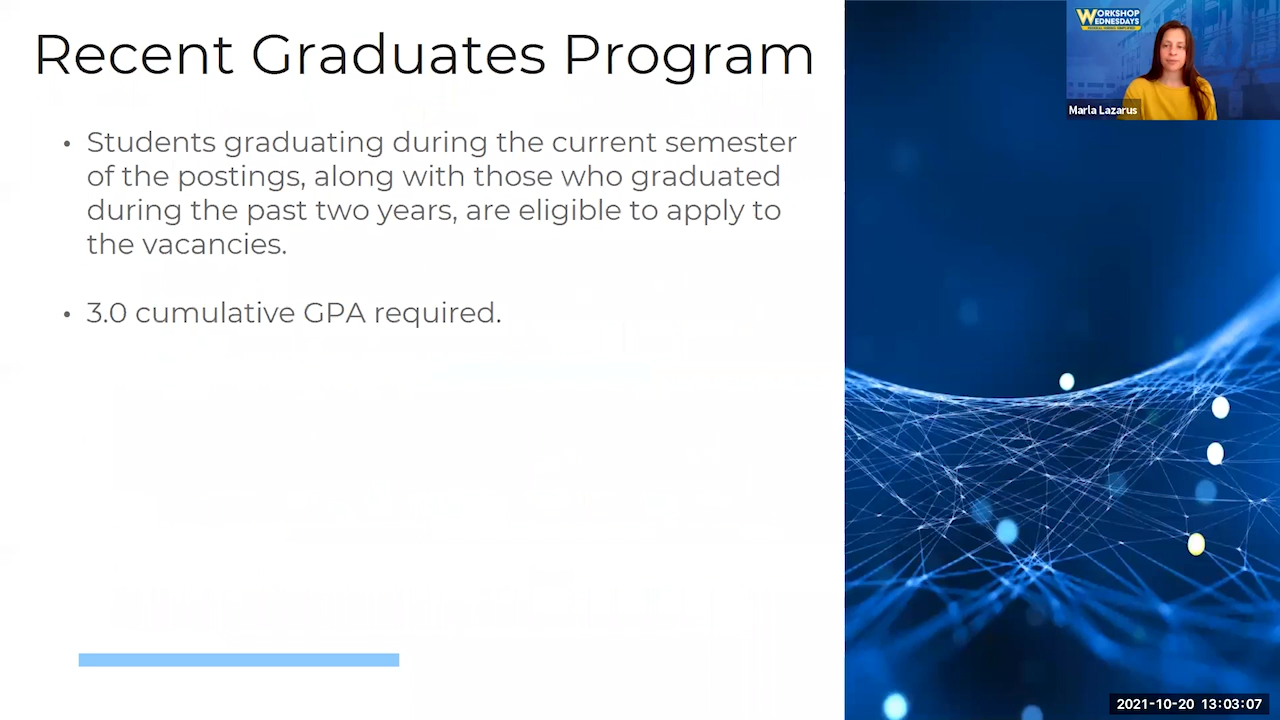 Recent Graduates Program
• Students graduating during the current semester
of the postings, along with those who graduated
during the past two years, are eligible to apply to
the vacancies.
• 3.0 cumulative GPA required.
WORKSHOP
WEDNESDAYS
Marla Lazarus
2021-10-20 13:03:07